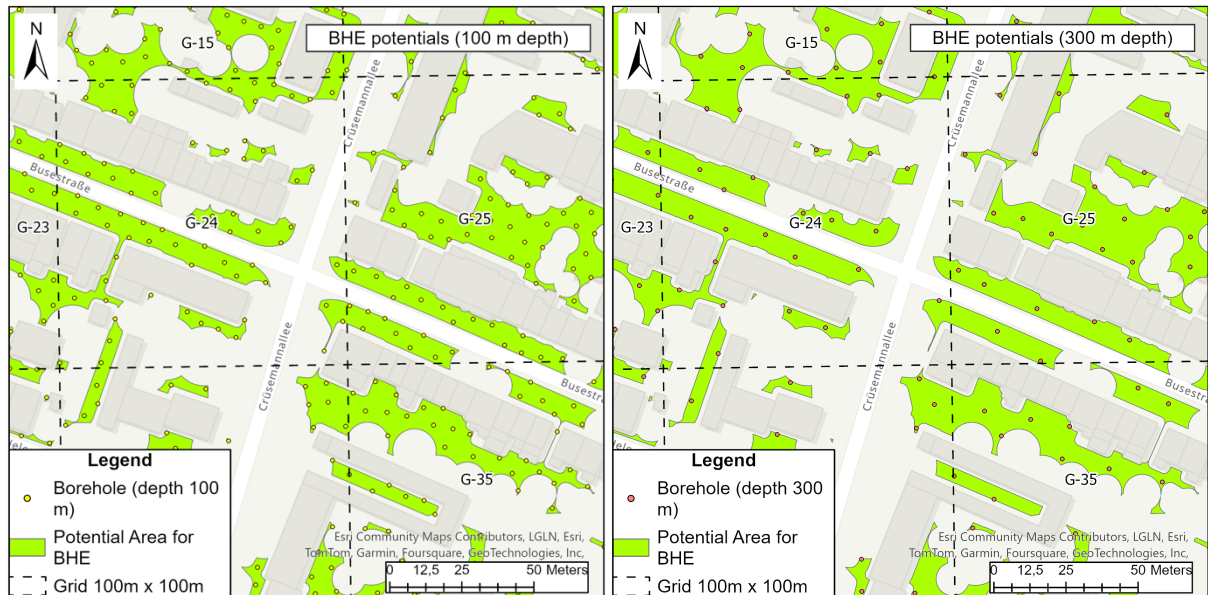 N
G-15
BHE potentials (100 m depth)
Crüsemannallee
Busestraße
G-23
G-24
G-25
Crüsemannallee
Busestra
G-35
Legend
Borehole (depth 100
m)
Potential Area for
BHE
Grid 100m x 100m
Esri Community Maps Contributors, LGLN, Esri,
TomTom, Garmin, Foursquare, GeoTechnologies, Inc,
0 12,5 25 50 Meters
N
G-15
BHE potentials (300 m depth)
Crüsemannallee
Busestraße
G-23
G-24
G-25
Crüsemannallee
Busestra
G-35
Legend
Borehole (depth 300
m)
Potential Area for
BHE
Grid 100m x 100m
Esri Community Maps Contributors, LGLN, Esri,
TomTom, Garmin, Foursquare, GeoTechnologies, Inc,
0 12,5 25 50 Meters